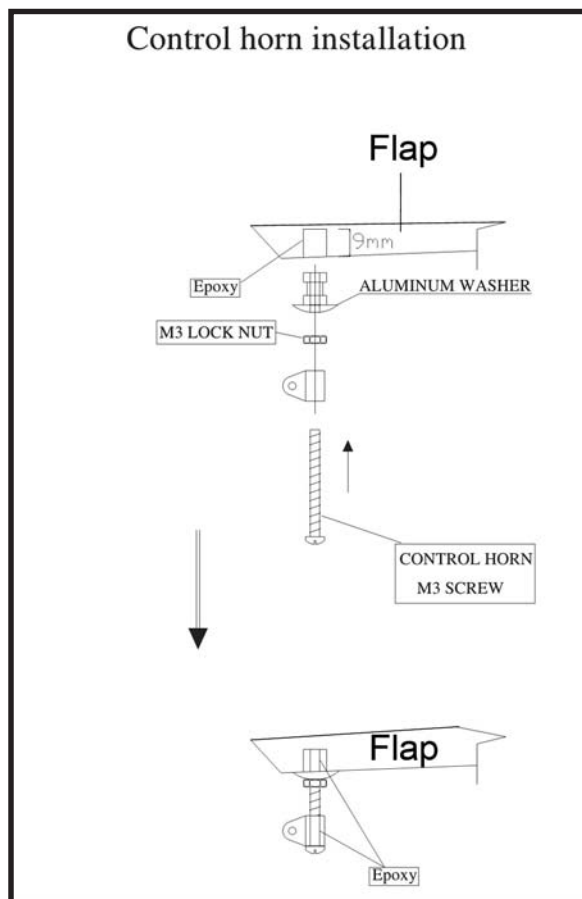 Control horn installation
Flap
9mm
Epoxy
ALUMINUM WASHER
M3 LOCK NUT
CONTROL HORN
M3 SCREW
Flap
Epoxy